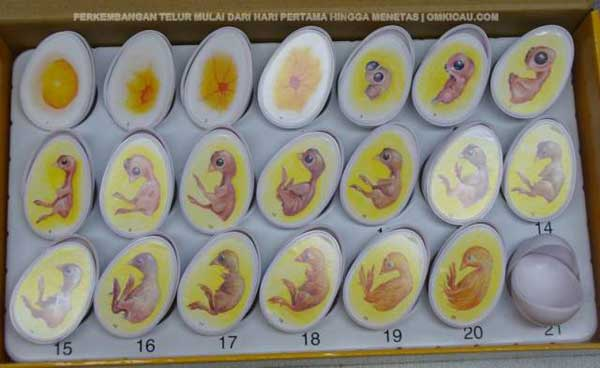 PERKEMBANGAN TELUR MULAI DARI HARI PERTAMA HINGGA MENETAS | OMKICAU.COM
14
15 16 17 18 19 20 21